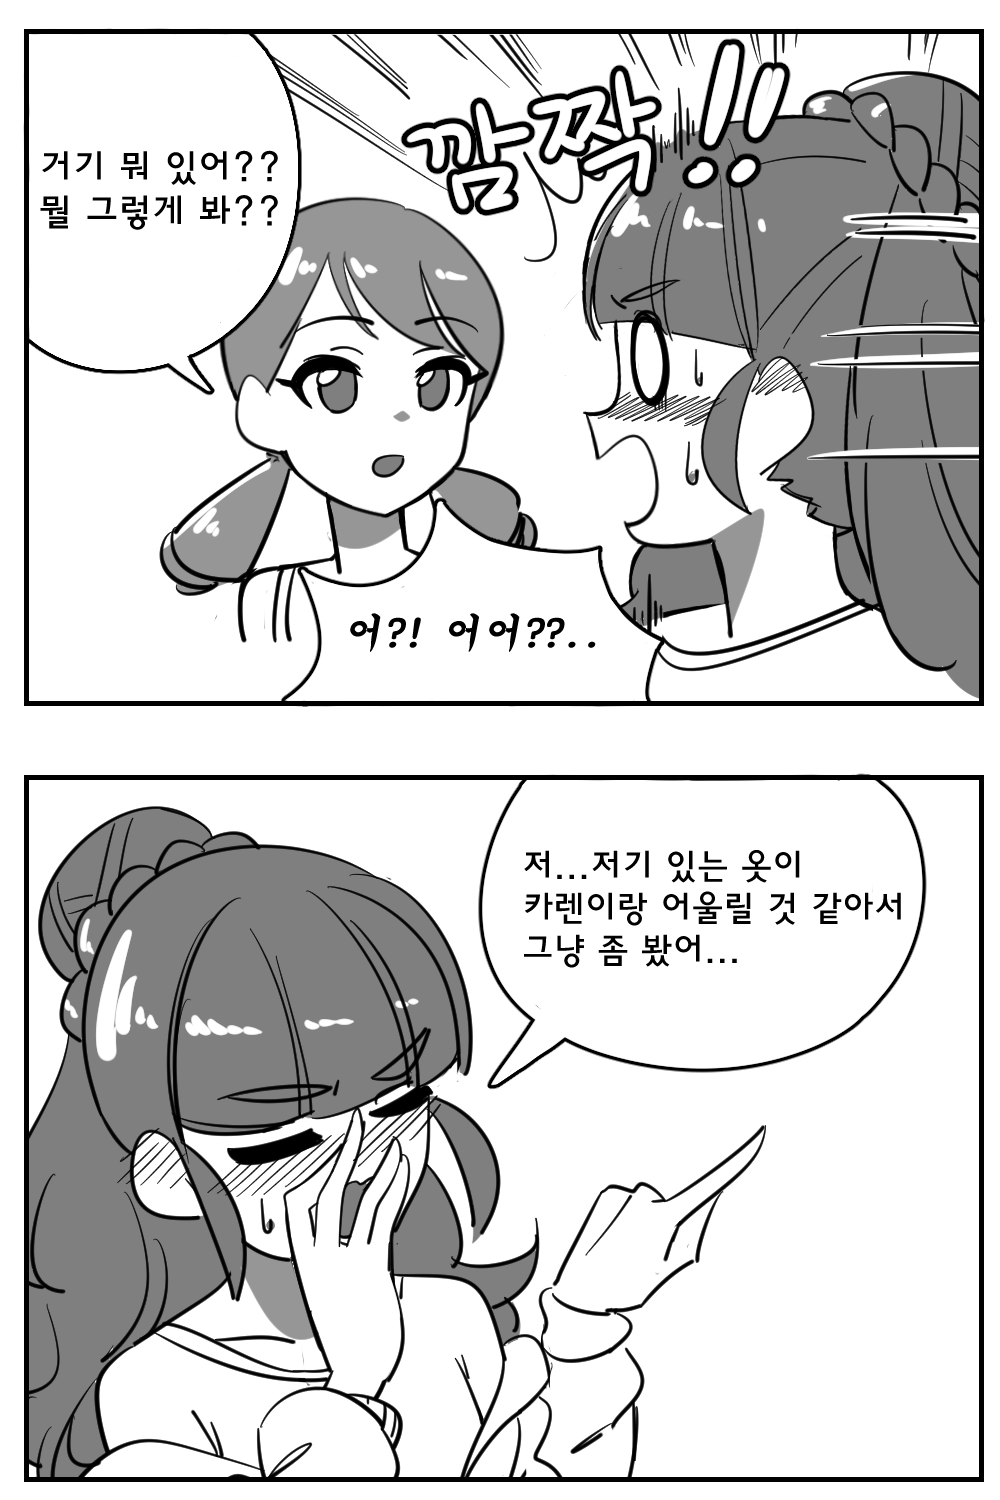 거기 뭐 있어??
뭘 그렇게 봐??
깜짝!!
어?! 어어??..
저...저기 있는 옷이
카렌이랑 어울릴 것 같아서
그냥 좀 봤어...